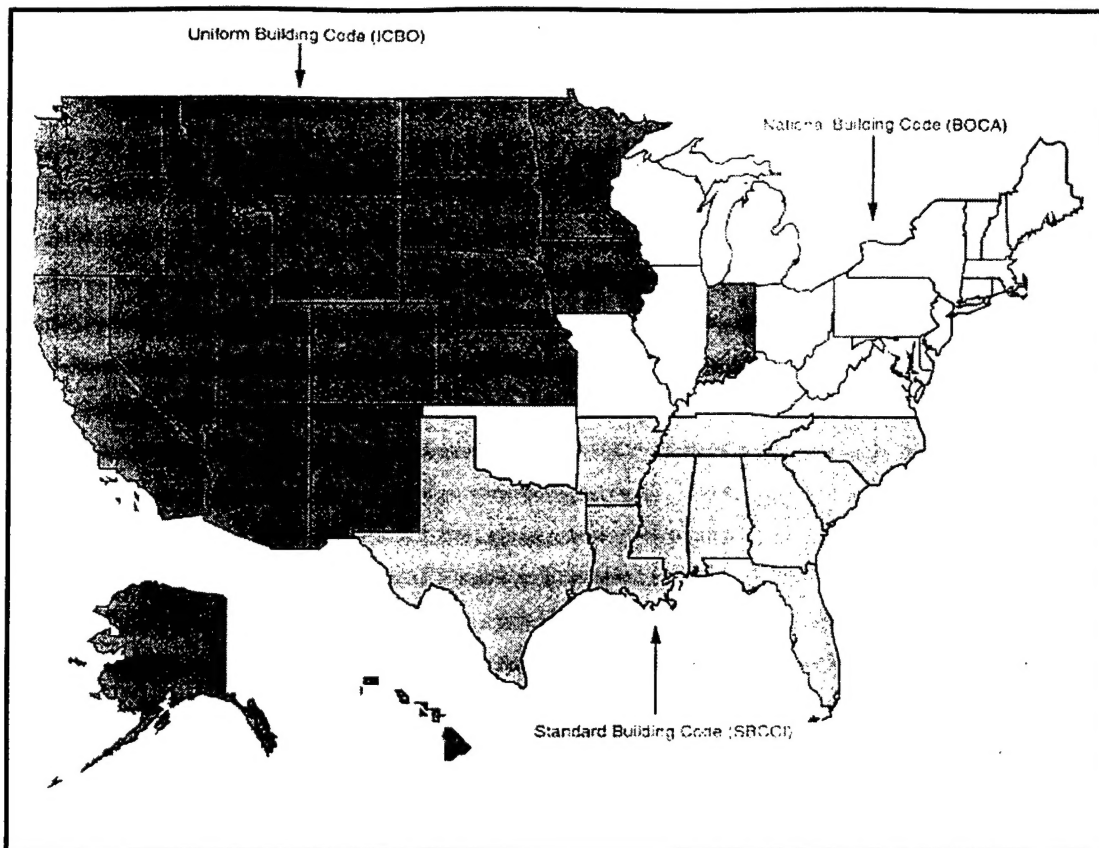 Uniform Building Code (ICBO)
National Building Code (BOCA)
Standard Building Code (SBCCI)